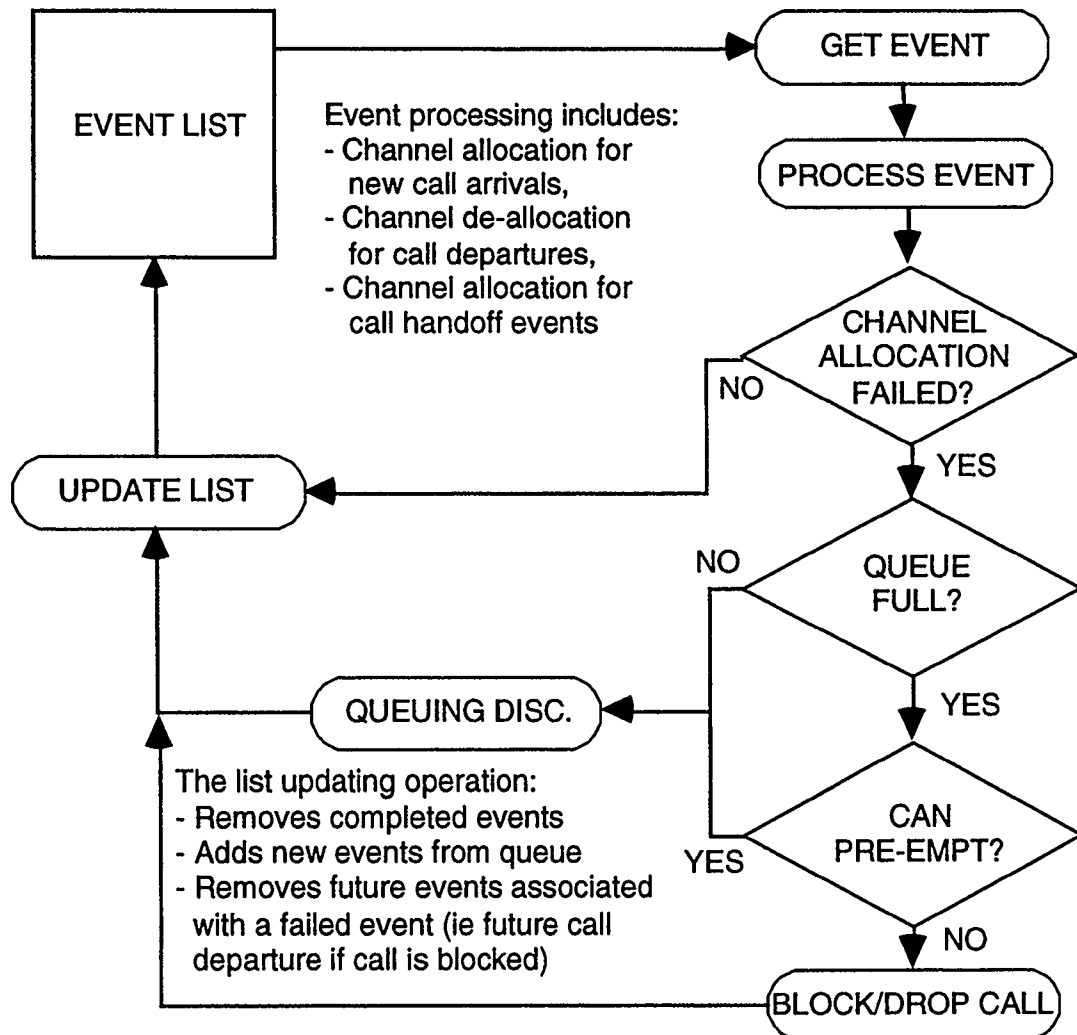 GET EVENT
EVENT LIST
Event processing includes:
- Channel allocation for
new call arrivals,
- Channel de-allocation
for call departures,
- Channel allocation for
call handoff events
PROCESS EVENT
CHANNEL
ALLOCATION
FAILED?
NO
YES
UPDATE LIST
QUEUE
FULL?
NO
YES
QUEUING DISC.
The list updating operation:
- Removes completed events
- Adds new events from queue
- Removes future events associated
with a failed event (ie future call
departure if call is blocked)
CAN
PRE-EMPT?
YES
NO
BLOCK/DROP CALL